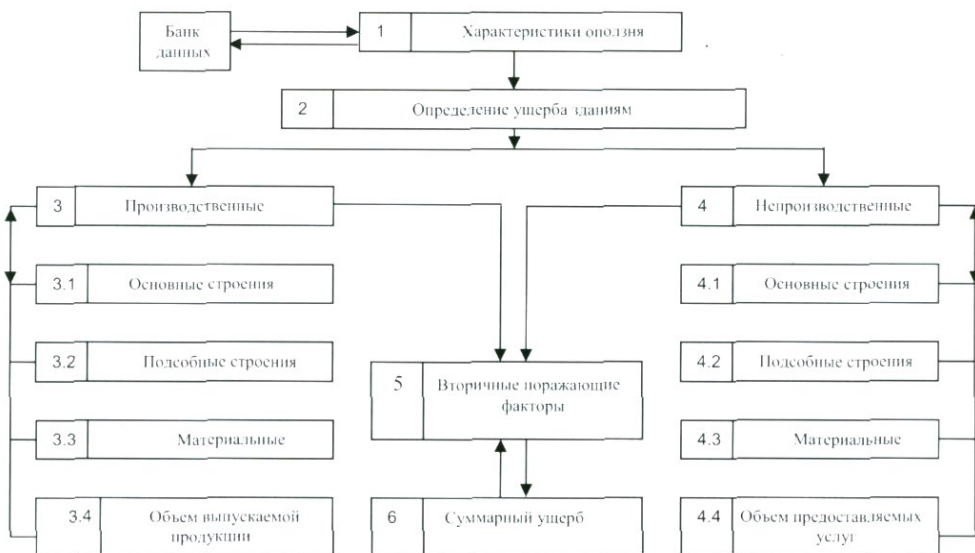 Банк
данных
1 Характеристики оползня
2 Определение ущерба зданиям
3 Производственные
4 Непроизводственные
3.1 Основные строения
4.1 Основные строения
3.2 Подсобные строения
4.2 Подсобные строения
5 Вторичные поражающие
факторы
3.3 Материальные
4.3 Материальные
3.4 Объем выпускаемой
продукции
6 Суммарный ущерб
4.4 Объем предоставляемых
услуг